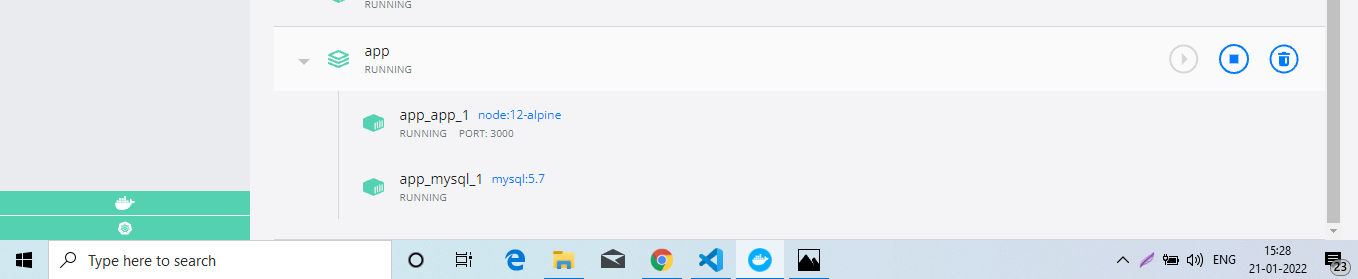 RUNNING
app
RUNNING
app_app_1 node:12-alpine
RUNNING PORT: 3000
app_mysql_1 mysql:5.7
RUNNING
Type here to search
ENG
15:28
21-01-2022
23